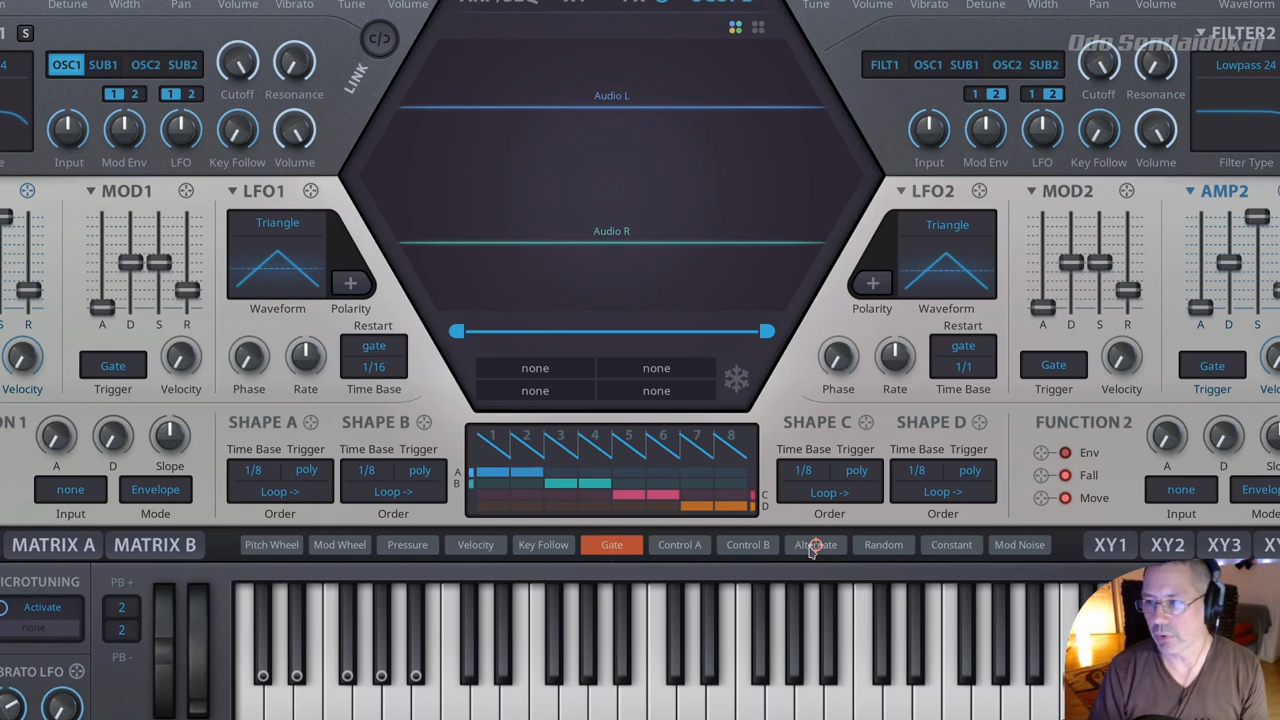 Detune Width Pan Volume Vibrato Tune Volume
Tune Volume Vibrato Detune Width Pan Volume Waveform
Odo Sendaidokai
1 S
C/D
LINK
FILTER2
OSC1 SUB1 OSC2 SUB2
FILT1 OSC1 SUB1 OSC2 SUB2
Lowpass 24
1 2 1 2
Cutoff Resonance
Audio L
1 2 1 2
Cutoff Resonance
Input Mod Env LFO Key Follow Volume
Input Mod Env LFO Key Follow Volume
Filter Type
MOD1
LFO1
LFO2
MOD2
AMP2
Triangle
Audio R
Triangle
+
+
Waveform Polarity
Polarity Waveform
S R
A D S R
A D S R
A D S
Restart
gate
1/16
Time Base
Restart
gate
1/1
Time Base
Gate
Gate
Gate
none none
none none
Velocity
Trigger Velocity
Phase Rate
Phase Rate
Trigger Velocity
Trigger
ON 1
SHAPE A
SHAPE B
1 2 3 4 5 6 7 8
SHAPE C
SHAPE D
FUNCTION 2
A D Slope
Time Base Trigger
Time Base Trigger
Time Base Trigger
Time Base Trigger
Env
Fall
Move
A D
1/8 poly
Loop ->
1/8 poly
Loop ->
A
B
C
D
1/8 poly
Loop ->
1/8 poly
Loop ->
none Envelope
none
Input Mode
Order
Order
Order
Order
Input
MATRIX A MATRIX B
Pitch Wheel Mod Wheel Pressure Velocity Key Follow Gate Control A Control B Alternate Random Constant Mod Noise
XY1 XY2 XY3
PB +
Activate
none
2
2
PB -